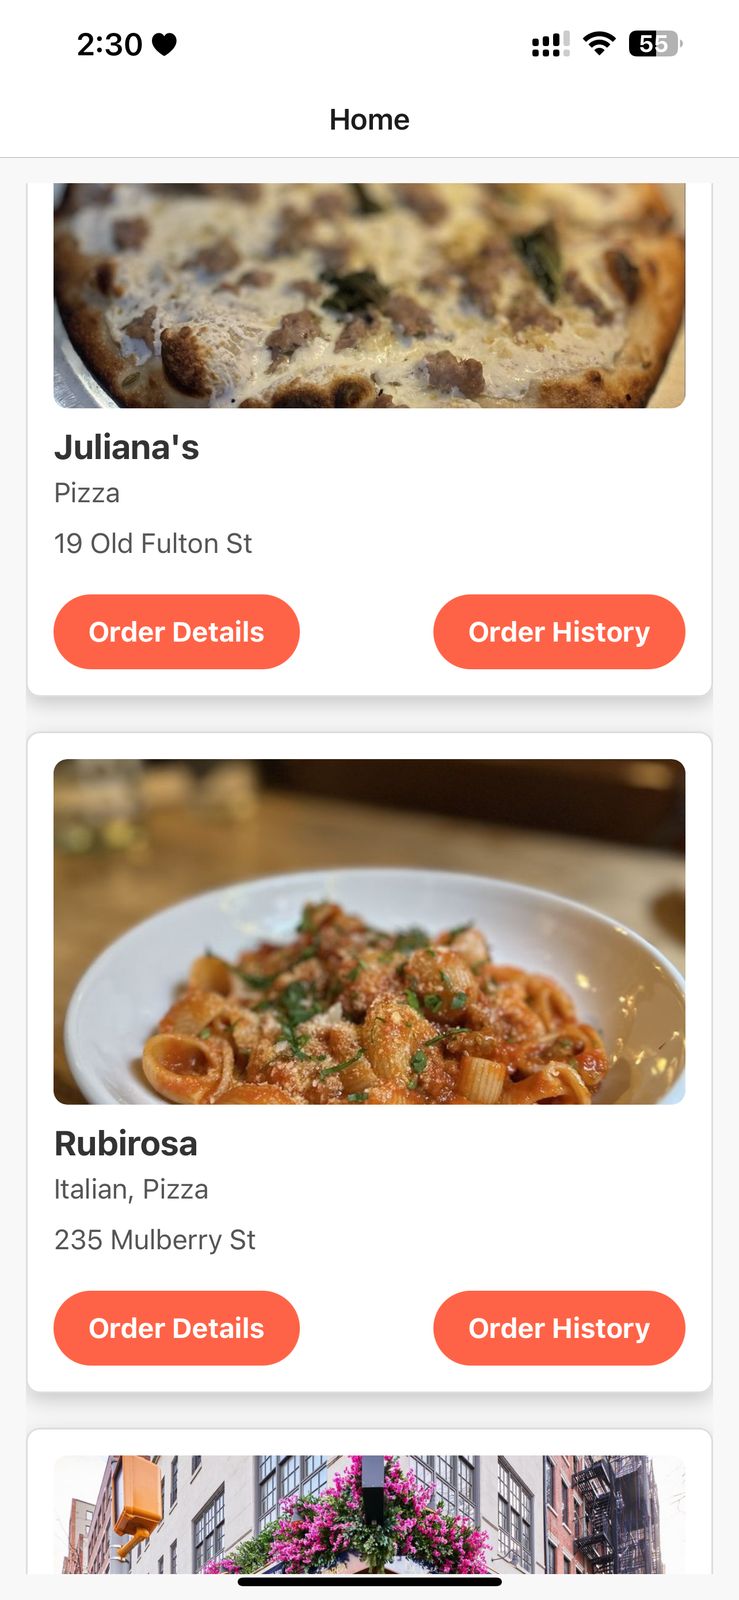 2:30
55
Home
Juliana's
Pizza
19 Old Fulton St
Order Details
Order History
Rubirosa
Italian, Pizza
235 Mulberry St
Order Details
Order History